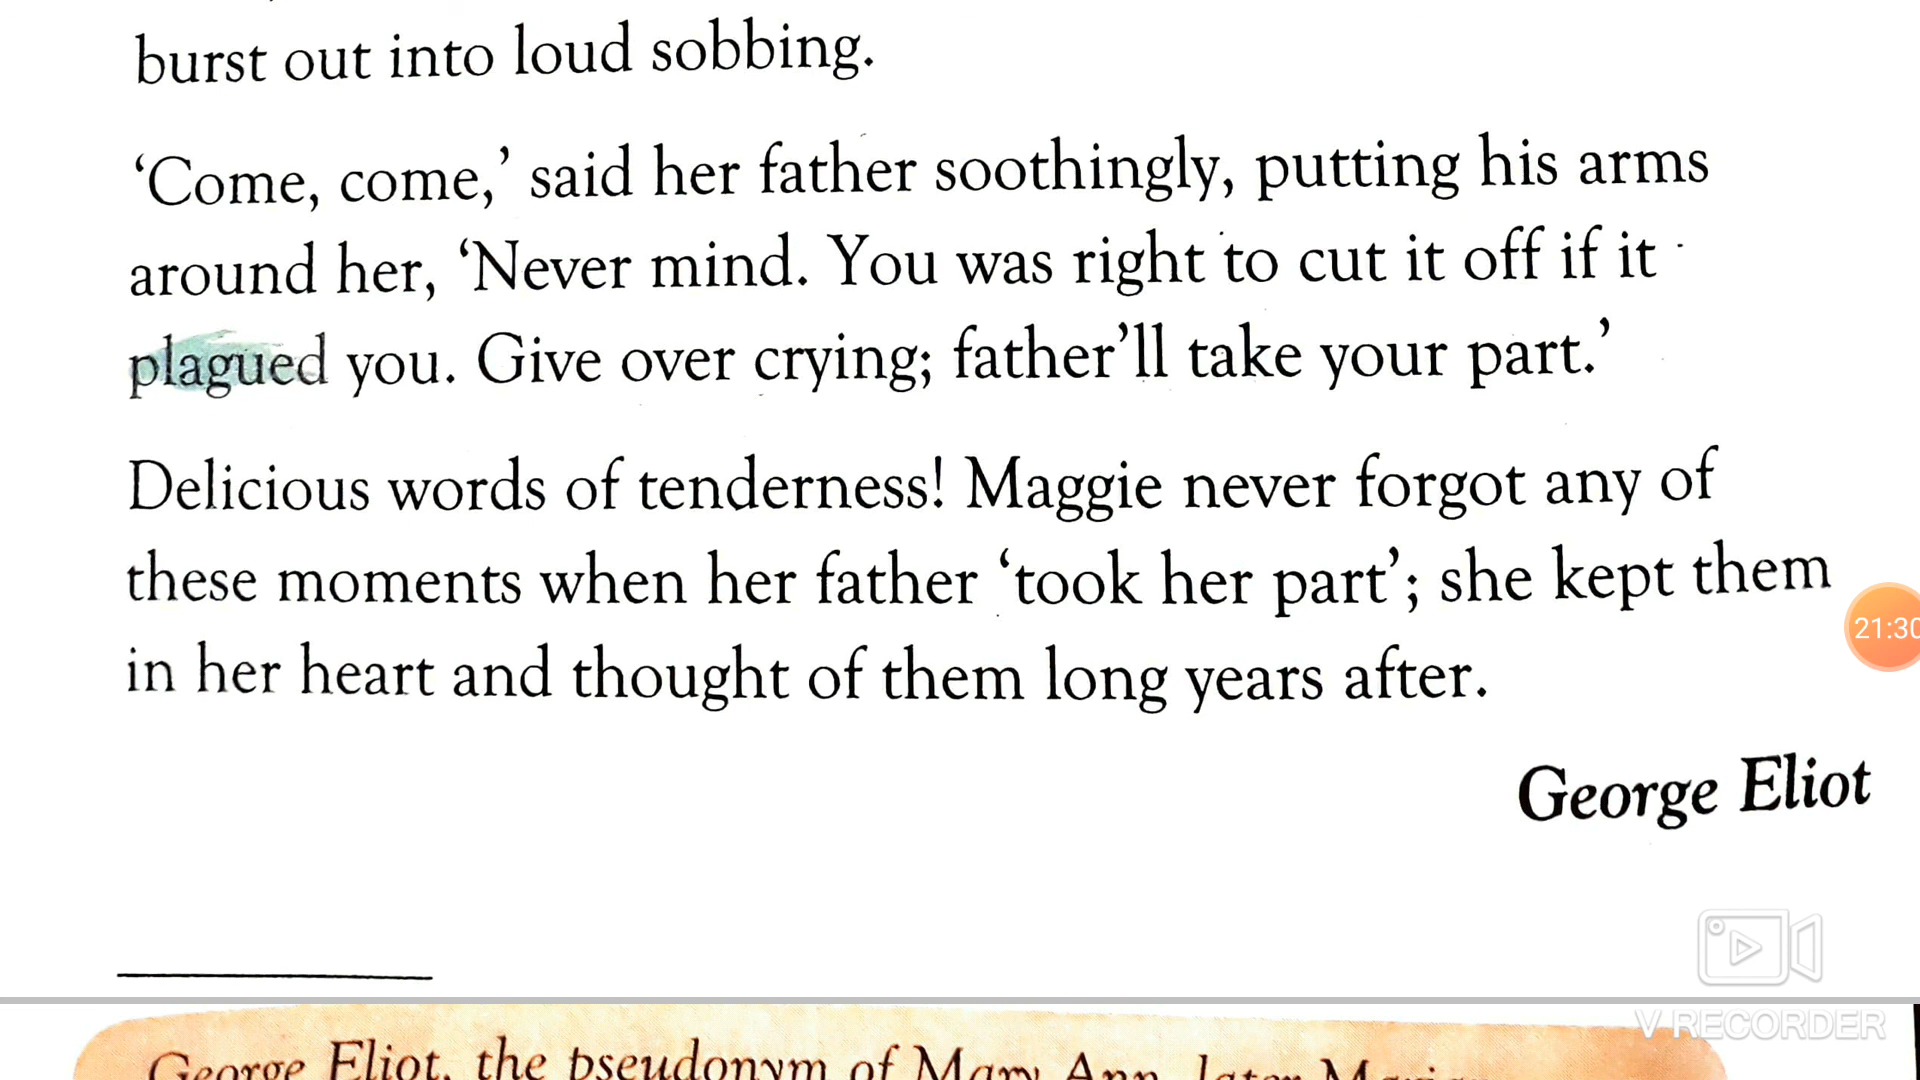 burst out into loud sobbing.
‘Come, come,’ said her father soothingly, putting his arms
around her, ‘Never mind. You was right to cut it off if it
plagued you. Give over crying; father’ll take your part.’
Delicious words of tenderness! Maggie never forgot any of
these moments when her father ‘took her part’; she kept them
in her heart and thought of them long years after.
George Eliot
21:30
V RECORDER
George Eliot, the pseudonym of Mary Ann, later Marian